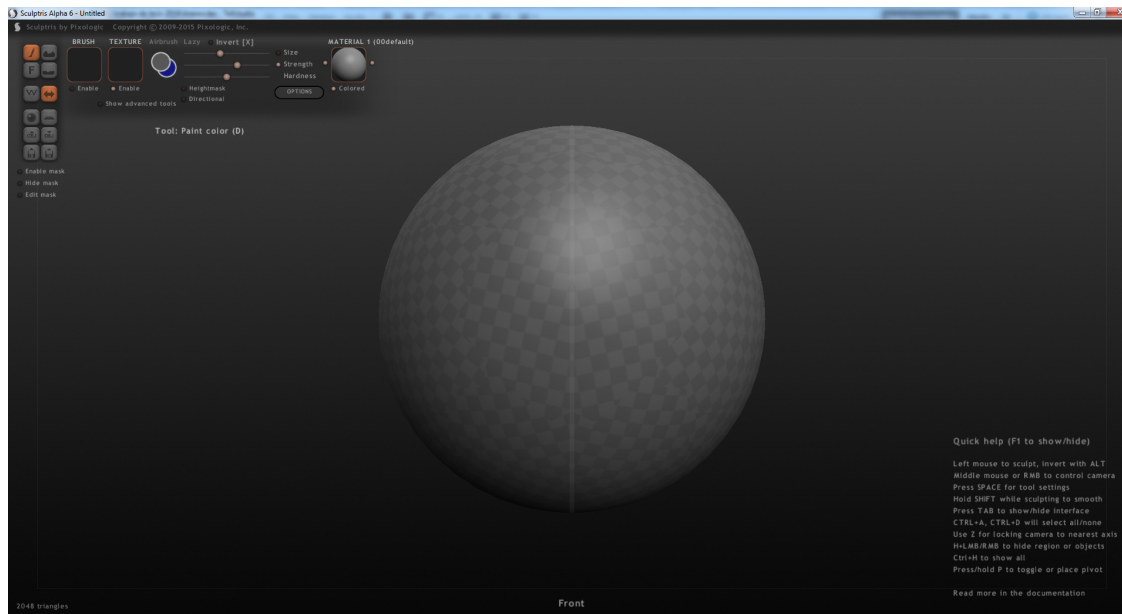 Sculptris Alpha 6 - Untitled
Sculptris by Pixologic Copyright © 2009-2015 Pixologic, Inc.
BRUSH TEXTURE Airbrush Lazy Invert [X] MATERIAL 1 (00default)
Size
Strength
Hardness
Enable Enable Heightmask OPTIONS Colored
Show advanced tools Directional
Tool: Paint color (D)
Enable mask
Hide mask
Edit mask
Quick help (F1 to show/hide)
Left mouse to sculpt, invert with ALT
Middle mouse or RMB to control camera
Press SPACE for tool settings
Hold SHIFT while sculpting to smooth
Press TAB to show/hide interface
CTRL+A, CTRL+D will select all/none
Use Z for locking camera to nearest axis
H+LMB/RMB to hide region or objects
Ctrl+H to show all
Press/hold P to toggle or place pivot
Read more in the documentation
2048 triangles
Front